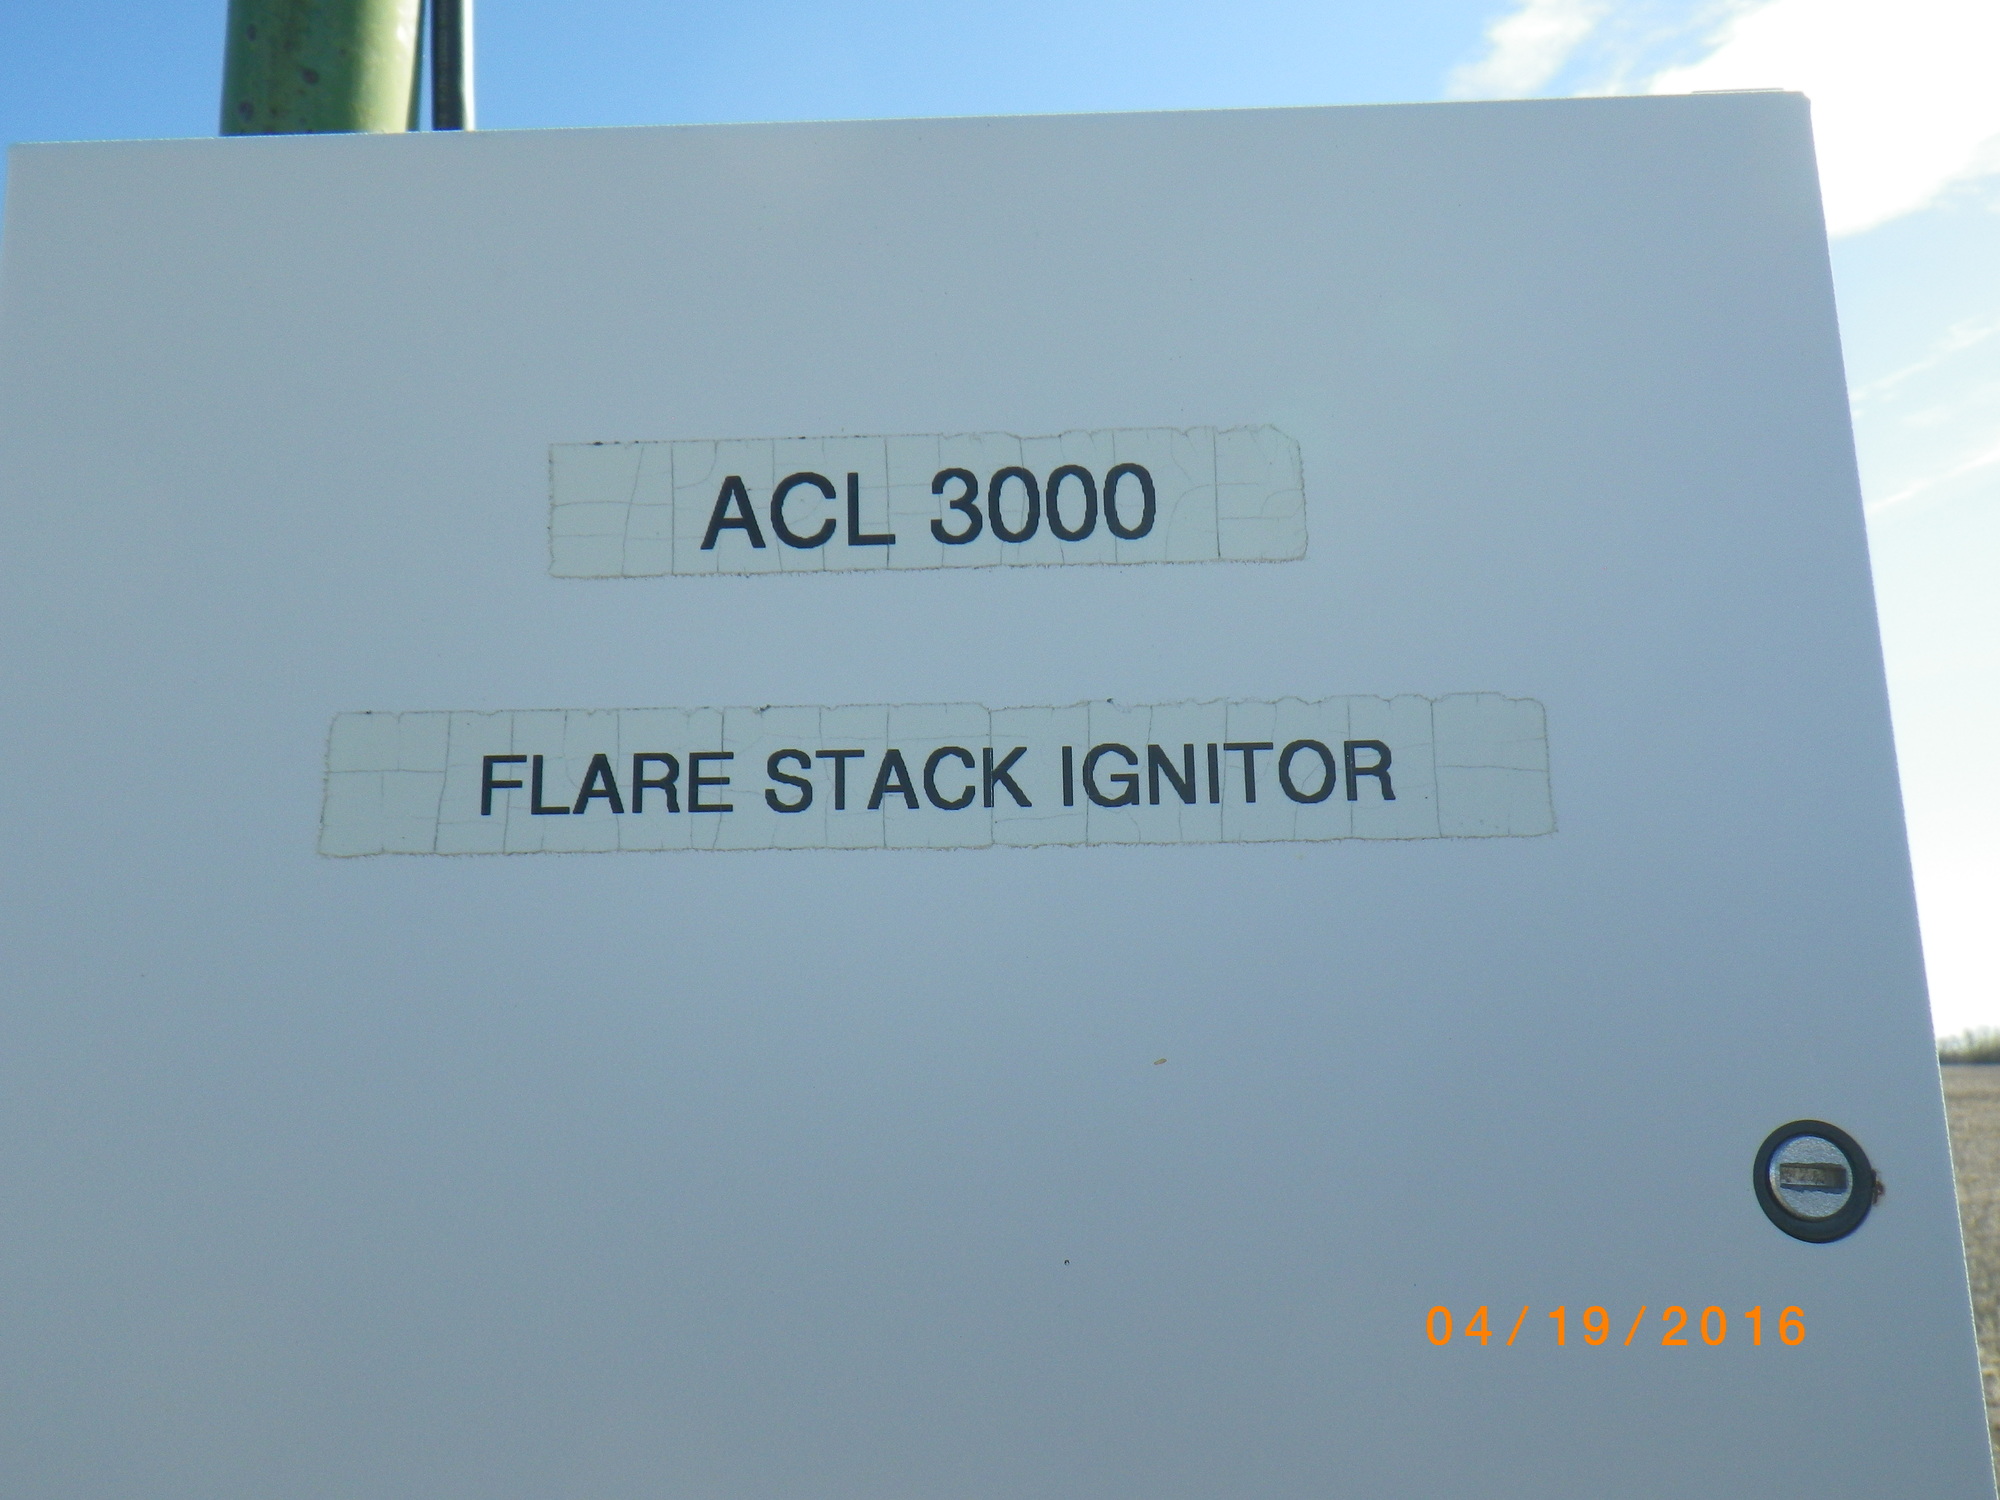 ACL 3000
FLARE STACK IGNITOR
04/19/2016